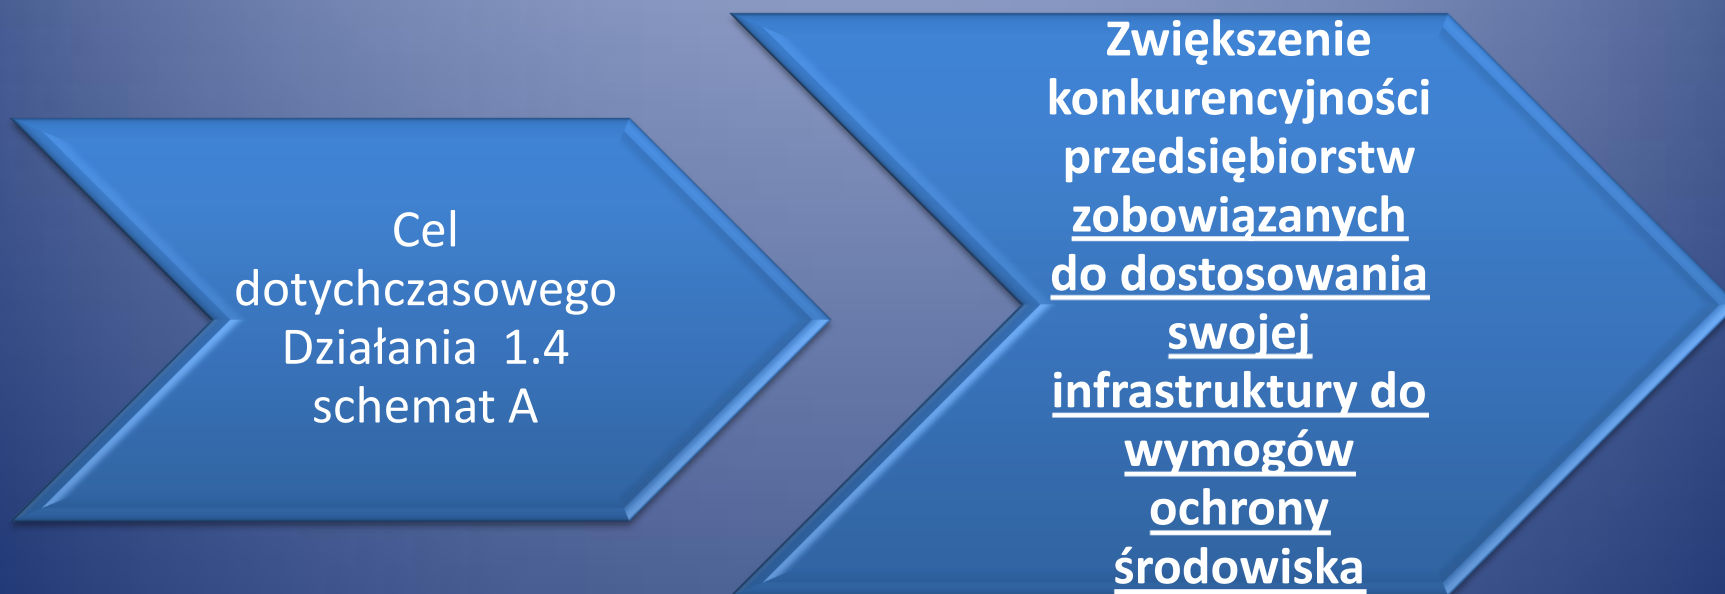 Cel
dotychczasowego
Działania 1.4
schemat A
Zwiększenie
konkurencyjności
przedsiębiorstw
zobowiązanych
do dostosowania
swojej
infrastruktury do
wymogów
ochrony
środowiska